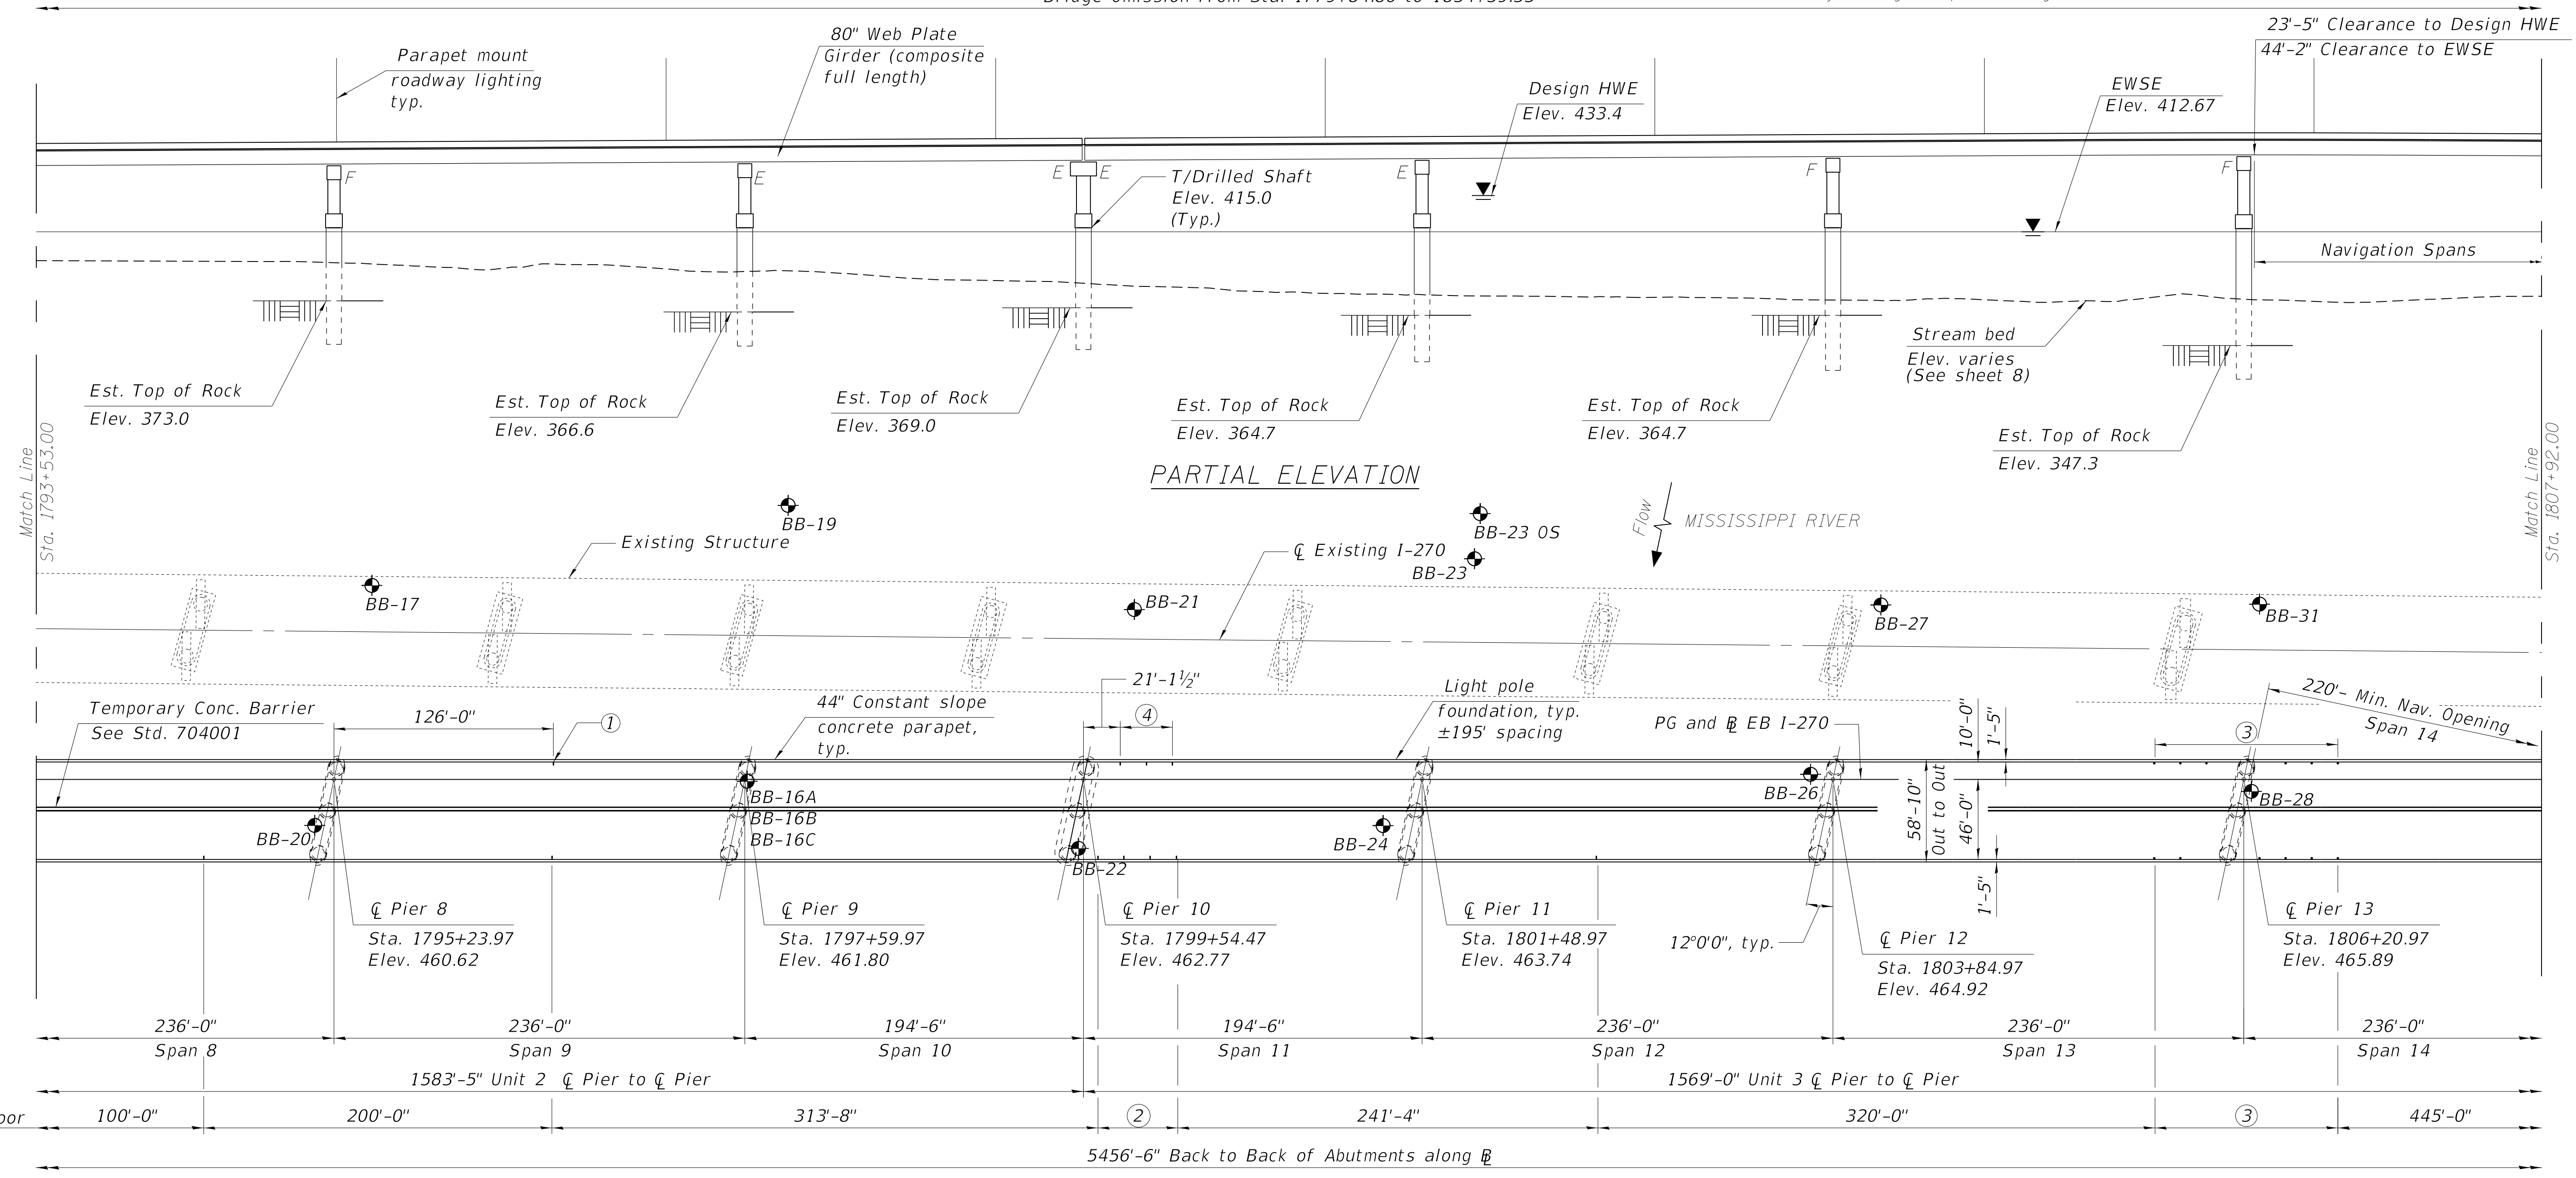 23'-5" Clearance to Design HWE
44'-2" Clearance to EWSE
80" Web Plate
Girder (composite
full length)
Parapet mount
roadway lighting
typ.
Design HWE
Elev. 433.4
EWSE
Elev. 412.67
F
E
E
E
E
F
F
T/Drilled Shaft
Elev. 415.0
(Typ.)
Navigation Spans
Stream bed
Elev. varies
(See sheet 8)
Est. Top of Rock
Elev. 373.0
Est. Top of Rock
Elev. 366.6
Est. Top of Rock
Elev. 369.0
Est. Top of Rock
Elev. 364.7
Est. Top of Rock
Elev. 364.7
Est. Top of Rock
Elev. 347.3
Match Line
Sta. 1793+53.00
Match Line
Sta. 1807+92.00
PARTIAL ELEVATION
BB-19
BB-23 OS
BB-23
Flow
MISSISSIPPI RIVER
Existing Structure
℄ Existing I-270
BB-17
BB-21
BB-27
BB-31
Temporary Conc. Barrier
See Std. 704001
126'-0"
1
44" Constant slope
concrete parapet,
typ.
21'-1½"
4
Light pole
foundation, typ.
±195' spacing
PG and ⅊ EB I-270
10'-0"
1'-5"
220'- Min. Nav. Opening
Span 14
3
58'-10"
Out to Out
46'-0"
1'-5"
BB-20
BB-16A
BB-16B
BB-16C
BB-22
BB-24
BB-26
BB-28
℄ Pier 8
Sta. 1795+23.97
Elev. 460.62
℄ Pier 9
Sta. 1797+59.97
Elev. 461.80
℄ Pier 10
Sta. 1799+54.47
Elev. 462.77
℄ Pier 11
Sta. 1801+48.97
Elev. 463.74
12°0'0", typ.
℄ Pier 12
Sta. 1803+84.97
Elev. 464.92
℄ Pier 13
Sta. 1806+20.97
Elev. 465.89
236'-0" 236'-0" 194'-6" 194'-6" 236'-0" 236'-0" 236'-0"
Span 8 Span 9 Span 10 Span 11 Span 12 Span 13 Span 14
1583'-5" Unit 2 ℄ Pier to ℄ Pier 1569'-0" Unit 3 ℄ Pier to ℄ Pier
100'-0" 200'-0" 313'-8" 2 241'-4" 320'-0" 3 445'-0"
5456'-6" Back to Back of Abutments along ⅊